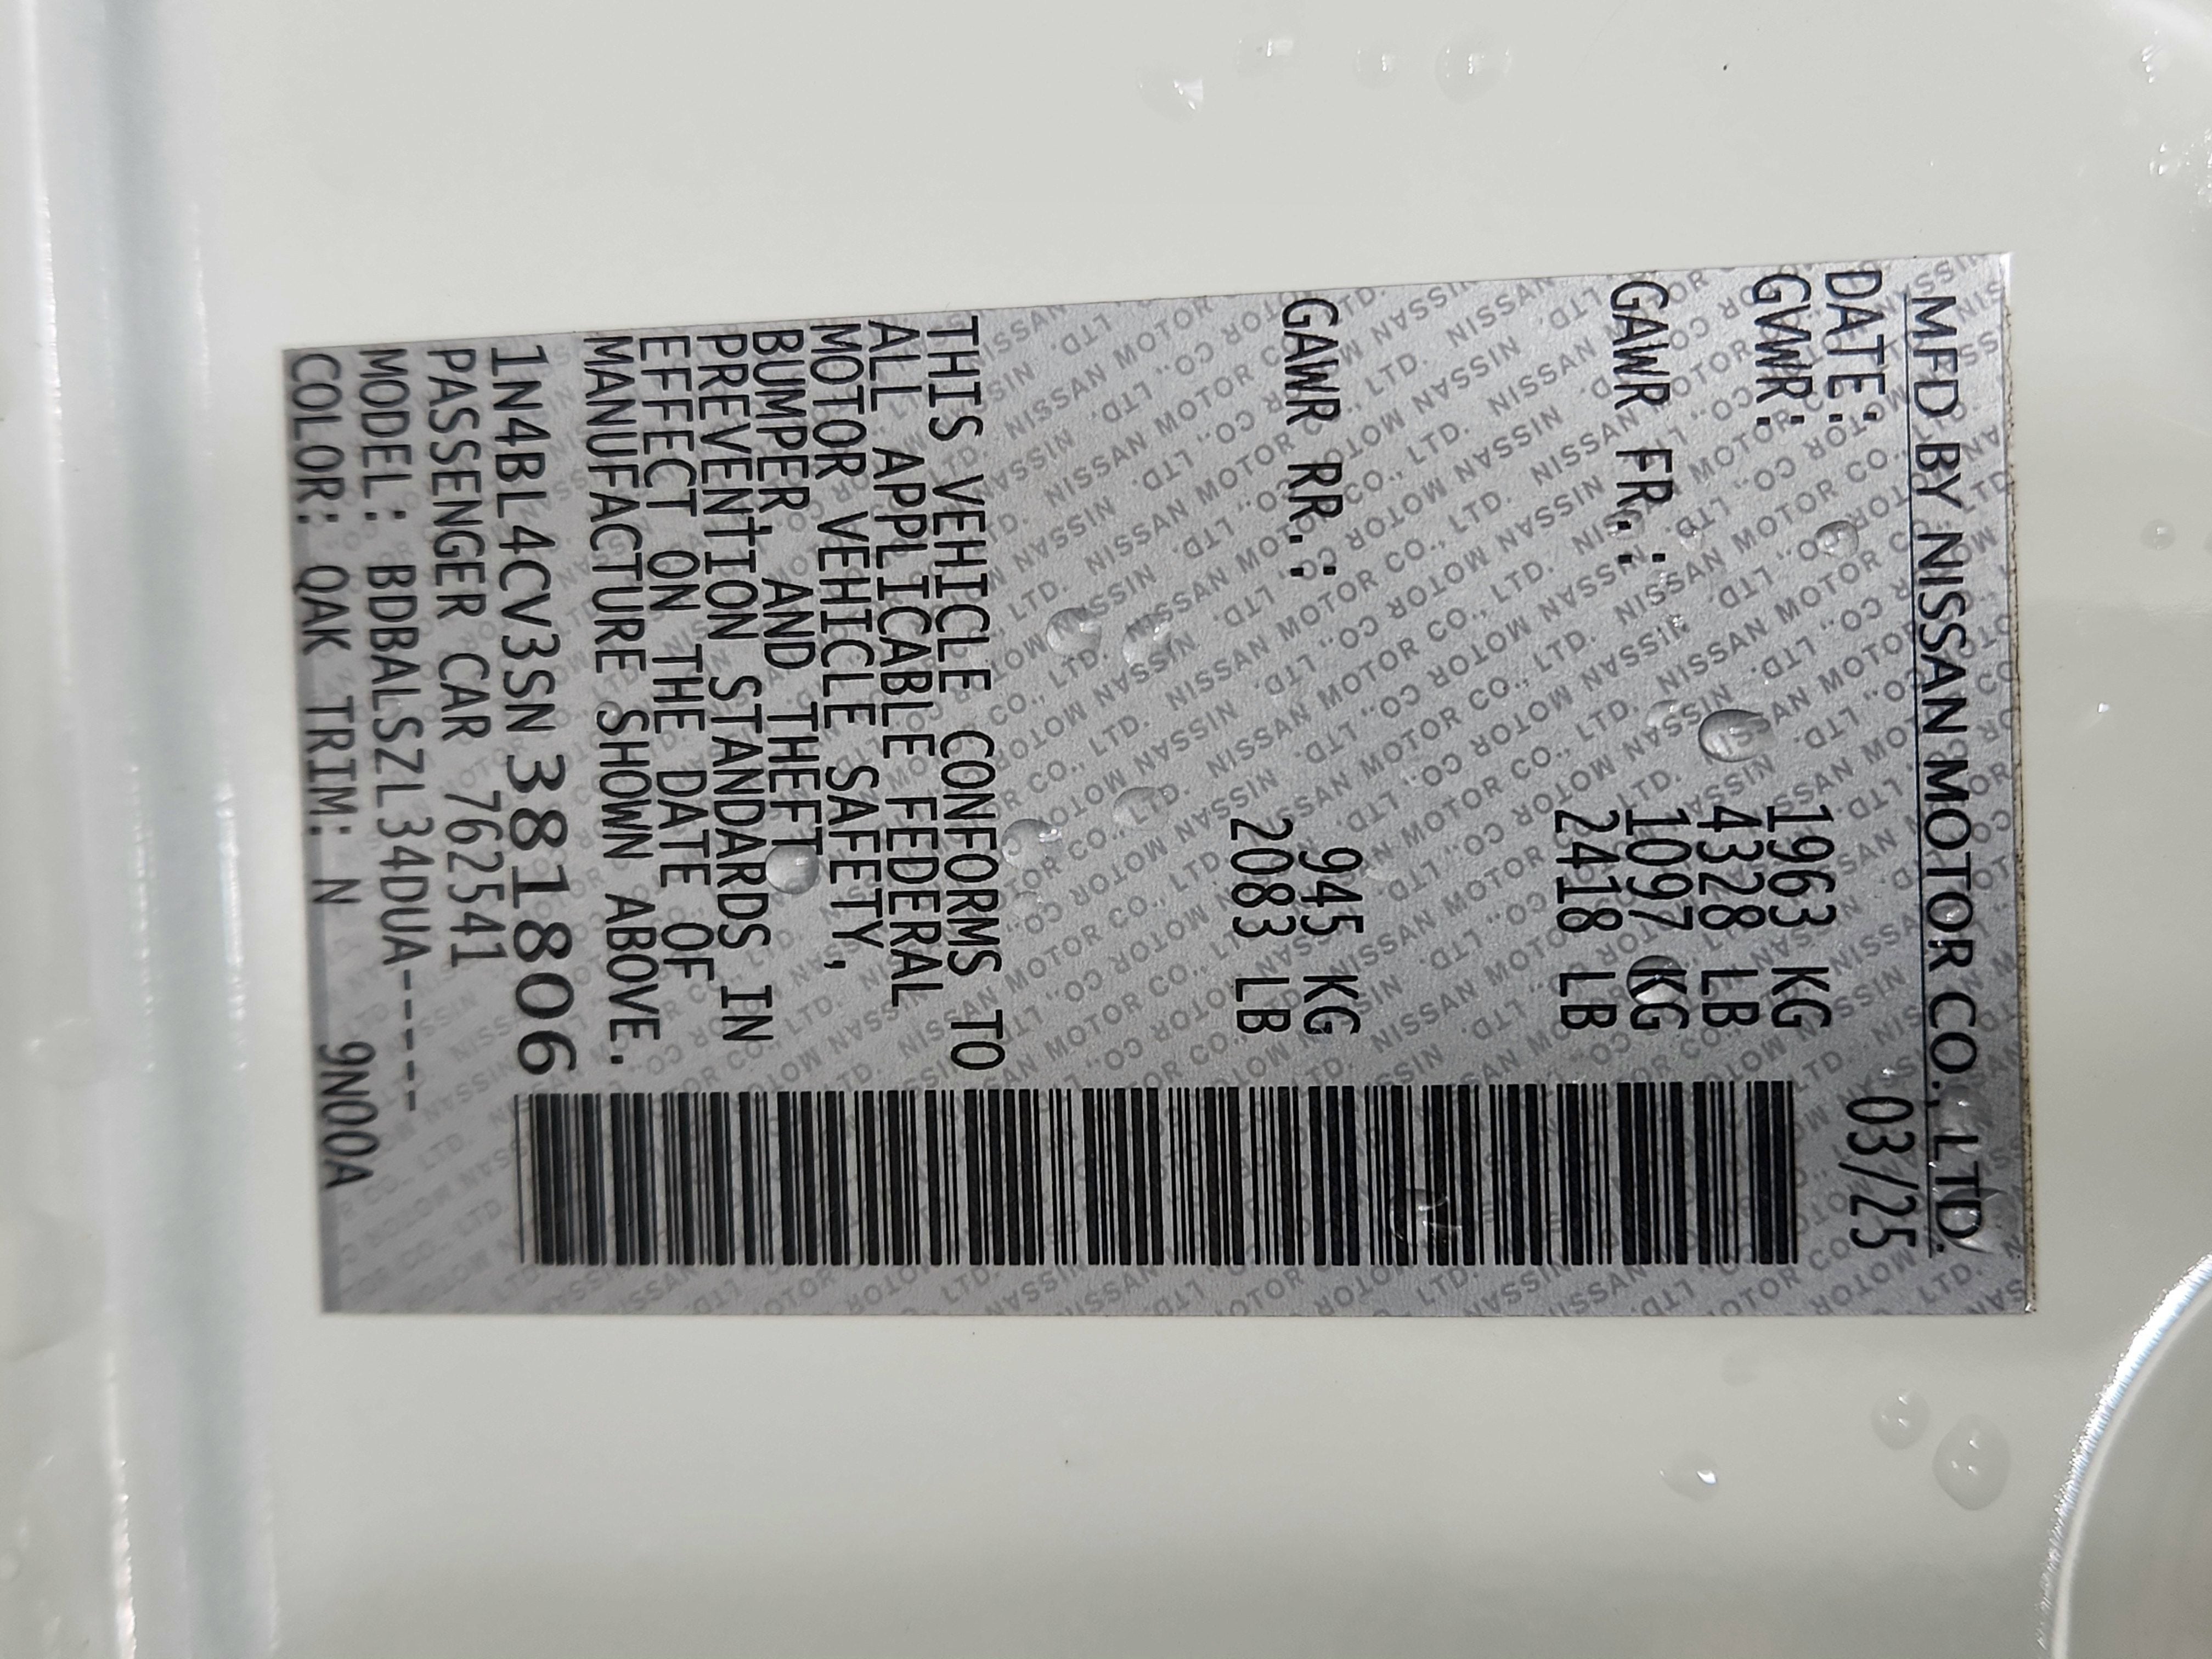 MFD BY NISSAN MOTOR CO., LTD.
DATE: 03/25
GVWR: 1963 KG
4328 LB
GAWR FR.: 1097 KG
2418 LB
GAWR RR.: 945 KG
2083 LB
THIS VEHICLE CONFORMS TO
ALL APPLICABLE FEDERAL
MOTOR VEHICLE SAFETY,
BUMPER, AND THEFT
PREVENTION STANDARDS IN
EFFECT ON THE DATE OF
MANUFACTURE SHOWN ABOVE.
1N4BL4CV3SN381806
PASSENGER CAR 762541
MODEL: BDBALSZL34DUA-----
COLOR: QAK TRIM: N 9N00A